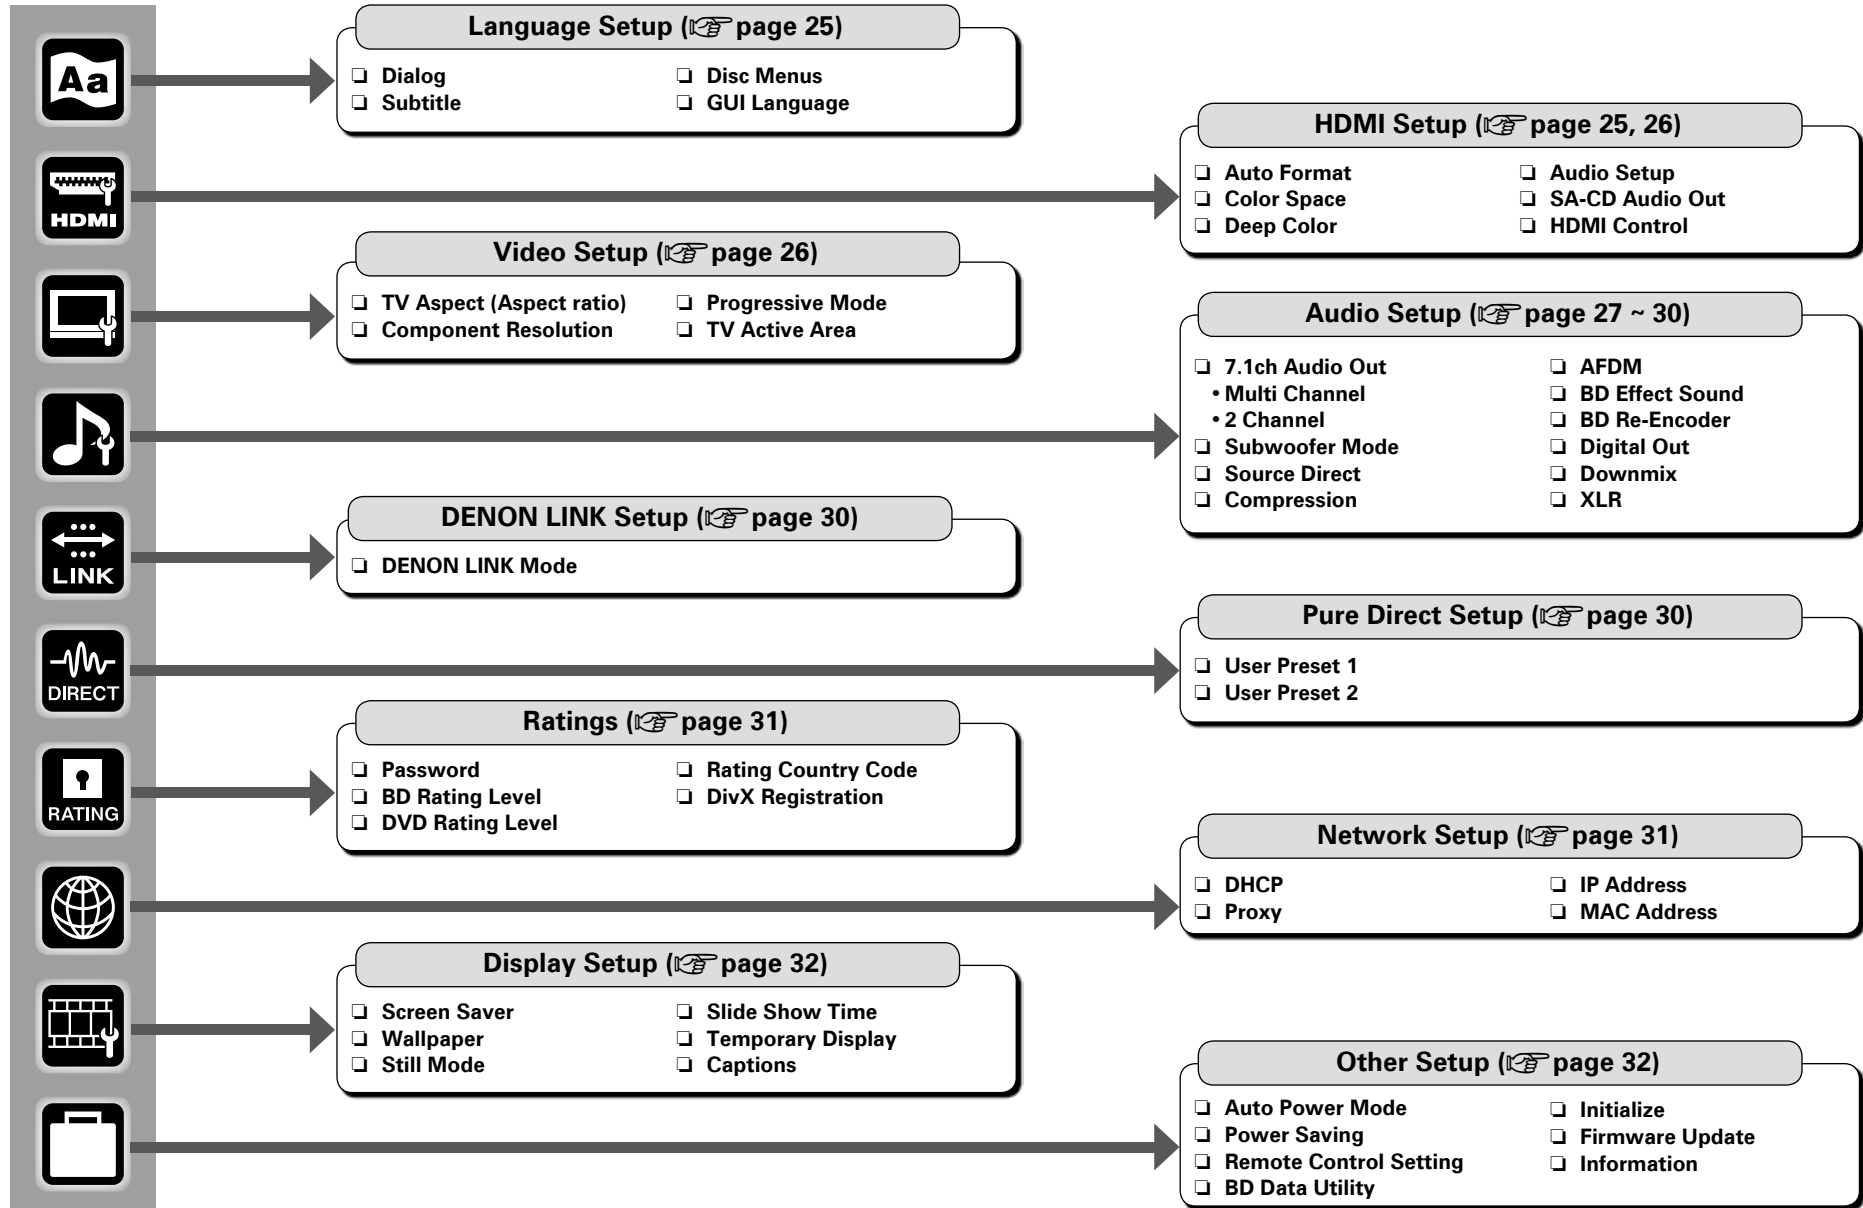 Aa
Language Setup (☞ page 25)
❏ Dialog
❏ Subtitle
❏ Disc Menus
❏ GUI Language
HDMI
HDMI Setup (☞ page 25, 26)
❏ Auto Format
❏ Color Space
❏ Deep Color
❏ Audio Setup
❏ SA-CD Audio Out
❏ HDMI Control
Video Setup (☞ page 26)
❏ TV Aspect (Aspect ratio)
❏ Component Resolution
❏ Progressive Mode
❏ TV Active Area
Audio Setup (☞ page 27 ~ 30)
❏ 7.1ch Audio Out
• Multi Channel
• 2 Channel
❏ Subwoofer Mode
❏ Source Direct
❏ Compression
❏ AFDM
❏ BD Effect Sound
❏ BD Re-Encoder
❏ Digital Out
❏ Downmix
❏ XLR
LINK
DENON LINK Setup (☞ page 30)
❏ DENON LINK Mode
DIRECT
Pure Direct Setup (☞ page 30)
❏ User Preset 1
❏ User Preset 2
RATING
Ratings (☞ page 31)
❏ Password
❏ BD Rating Level
❏ DVD Rating Level
❏ Rating Country Code
❏ DivX Registration
Network Setup (☞ page 31)
❏ DHCP
❏ Proxy
❏ IP Address
❏ MAC Address
Display Setup (☞ page 32)
❏ Screen Saver
❏ Wallpaper
❏ Still Mode
❏ Slide Show Time
❏ Temporary Display
❏ Captions
Other Setup (☞ page 32)
❏ Auto Power Mode
❏ Power Saving
❏ Remote Control Setting
❏ BD Data Utility
❏ Initialize
❏ Firmware Update
❏ Information